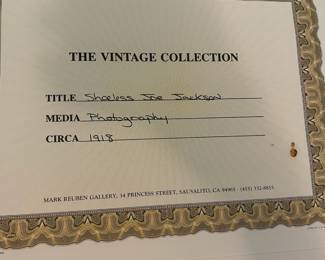 THE VINTAGE COLLECTION
TITLE Shoeless Joe Jackson
MEDIA Photography
CIRCA 1918
MARK REUBEN GALLERY, 34 PRINCESS STREET, SAUSALITO, CA 94965 · (415) 332-8815